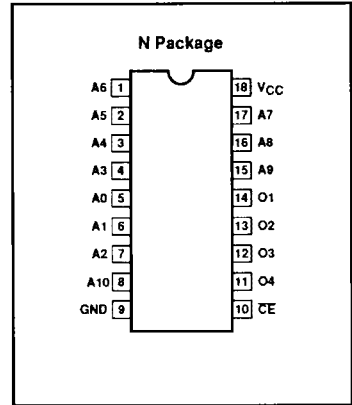 N Package
A6 1 18 VCC
A5 2 17 A7
A4 3 16 A8
A3 4 15 A9
A0 5 14 O1
A1 6 13 O2
A2 7 12 O3
A10 8 11 O4
GND 9 10 C̅E̅